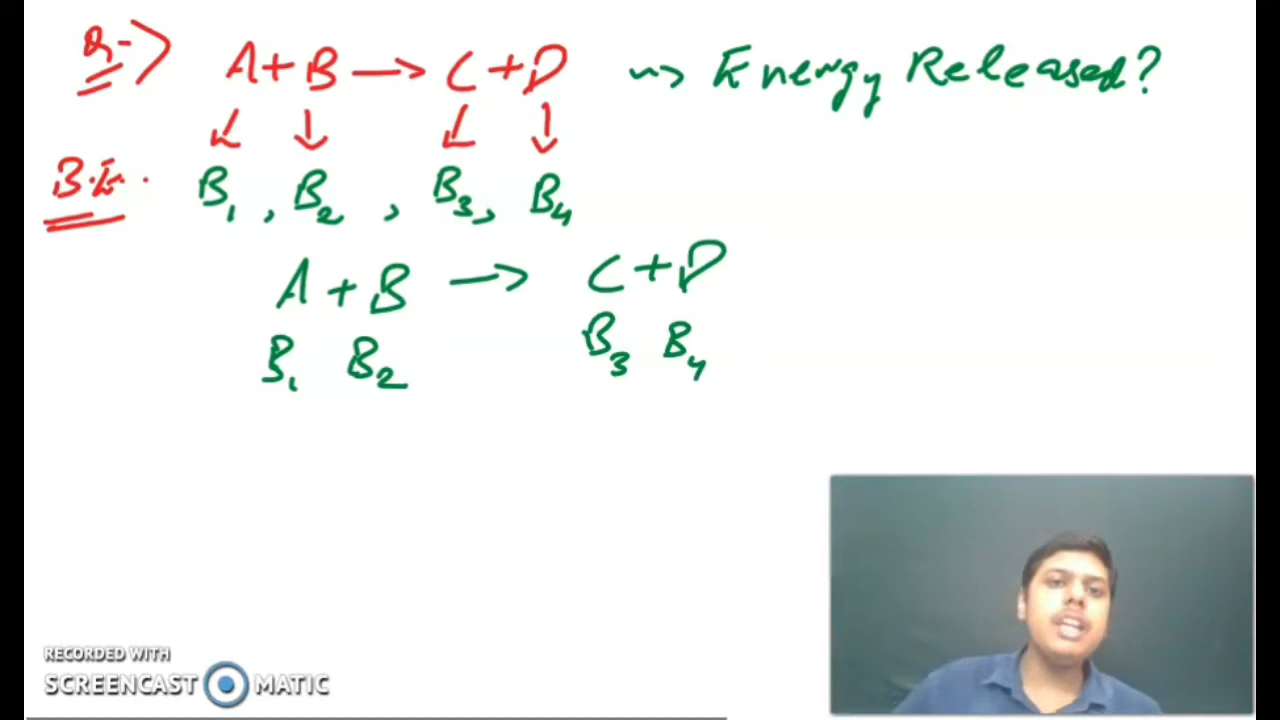 Q-> A + B → C + D ~> Energy Released?
↓ ↓ ↓ ↓
B.E. B₁, B₂, B₃, B₄
A + B → C + D
B₁ B₂ B₃ B₄
RECORDED WITH
SCREENCAST MATIC